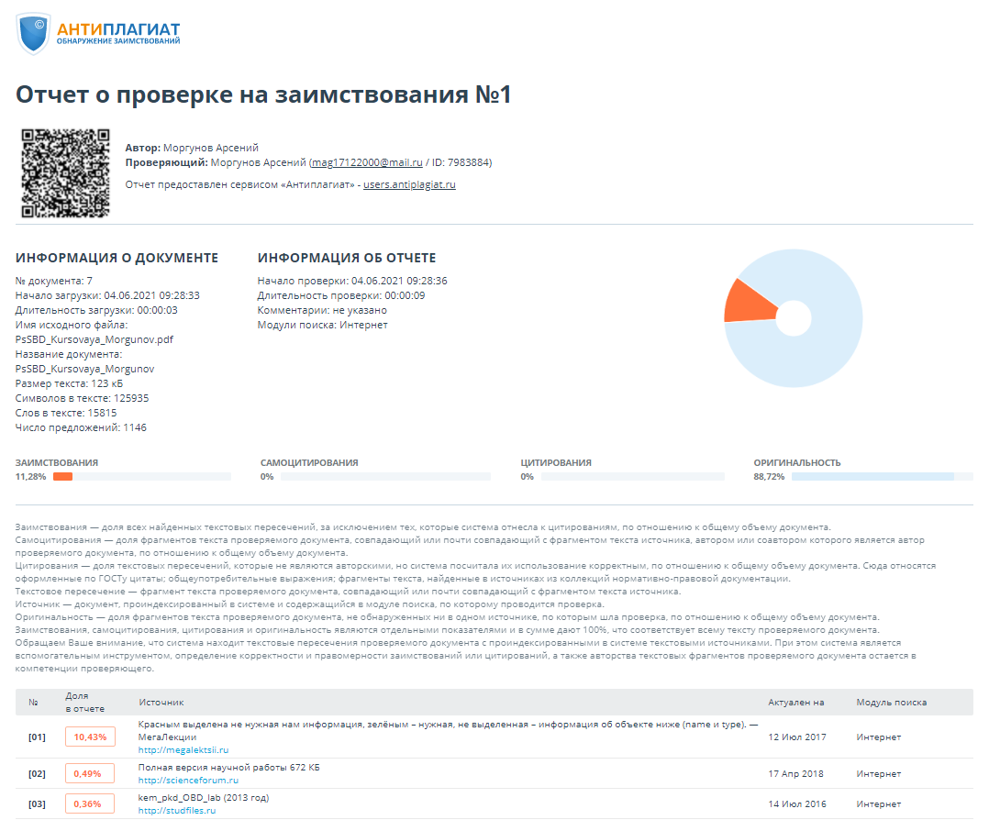 ©
АНТИПЛАГИАТ
ОБНАРУЖЕНИЕ ЗАИМСТВОВАНИЙ
Отчет о проверке на заимствования №1
Автор: Моргунов Арсений
Проверяющий: Моргунов Арсений (mag17122000@mail.ru / ID: 7983884)
Отчет предоставлен сервисом «Антиплагиат» - users.antiplagiat.ru
ИНФОРМАЦИЯ О ДОКУМЕНТЕ
№ документа: 7
Начало загрузки: 04.06.2021 09:28:33
Длительность загрузки: 00:00:03
Имя исходного файла:
PsSBD_Kursovaya_Morgunov.pdf
Название документа:
PsSBD_Kursovaya_Morgunov
Размер текста: 123 кБ
Символов в тексте: 125935
Слов в тексте: 15815
Число предложений: 1146
ИНФОРМАЦИЯ ОБ ОТЧЕТЕ
Начало проверки: 04.06.2021 09:28:36
Длительность проверки: 00:00:09
Комментарии: не указано
Модули поиска: Интернет
ЗАИМСТВОВАНИЯ
11,28%
САМОЦИТИРОВАНИЯ
0%
ЦИТИРОВАНИЯ
0%
ОРИГИНАЛЬНОСТЬ
88,72%
Заимствования — доля всех найденных текстовых пересечений, за исключением тех, которые система отнесла к цитированиям, по отношению к общему объему документа.
Самоцитирования — доля фрагментов текста проверяемого документа, совпадающий или почти совпадающий с фрагментом текста источника, автором или соавтором которого является автор
проверяемого документа, по отношению к общему объему документа.
Цитирования — доля текстовых пересечений, которые не являются авторскими, но система посчитала их использование корректным, по отношению к общему объему документа. Сюда относятся
оформленные по ГОСТу цитаты; общеупотребительные выражения; фрагменты текста, найденные в источниках из коллекций нормативно-правовой документации.
Текстовое пересечение — фрагмент текста проверяемого документа, совпадающий или почти совпадающий с фрагментом текста источника.
Источник — документ, проиндексированный в системе и содержащийся в модуле поиска, по которому проводится проверка.
Оригинальность — доля фрагментов текста проверяемого документа, не обнаруженных ни в одном источнике, по которым шла проверка, по отношению к общему объему документа.
Заимствования, самоцитирования, цитирования и оригинальность являются отдельными показателями и в сумме дают 100%, что соответствует всему тексту проверяемого документа.
Обращаем Ваше внимание, что система находит текстовые пересечения проверяемого документа с проиндексированными в системе текстовыми источниками. При этом система является
вспомогательным инструментом, определение корректности и правомерности заимствований или цитирований, а также авторства текстовых фрагментов проверяемого документа остается в
компетенции проверяющего.
№ Доля в отчете Источник Актуален на Модуль поиска
[01] 10,43% Красным выделена не нужная нам информация, зелёным – нужная, не выделенная – информация об объекте ниже (name и type). —
МегаЛекции 12 Июл 2017 Интернет
http://megalektsii.ru
[02] 0,49% Полная версия научной работы 672 КБ 17 Апр 2018 Интернет
http://scienceforum.ru
[03] 0,36% kem_pkd_OBD_lab (2013 год) 14 Июл 2016 Интернет
http://studfiles.ru